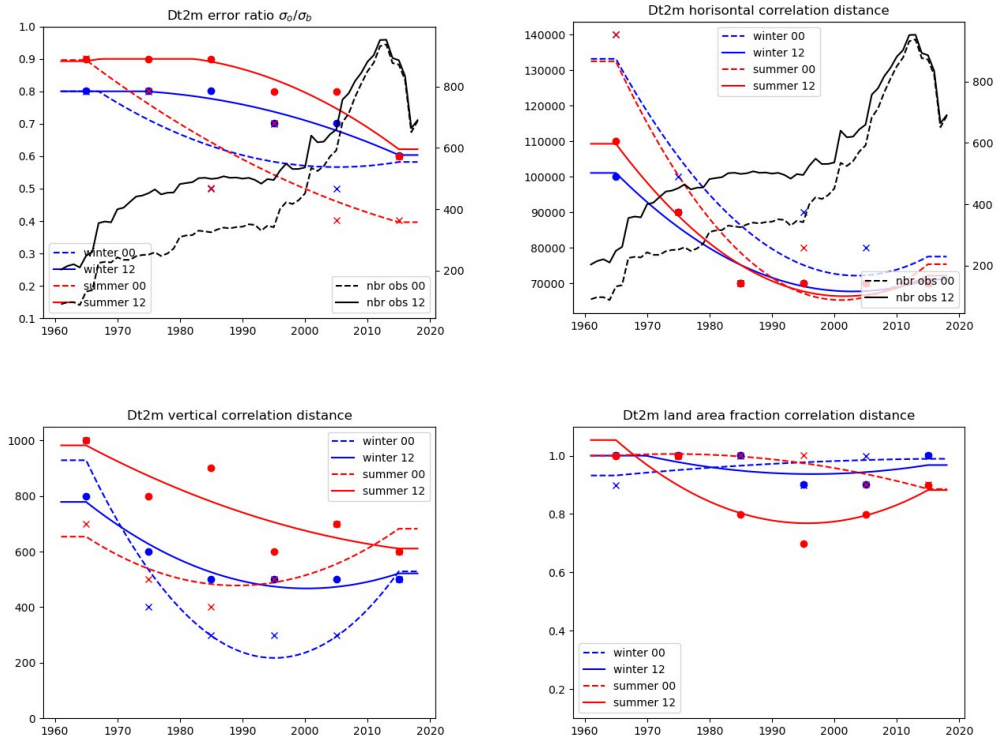 Dt2m error ratio σo/σb
1.0
0.9
0.8
0.7
0.6
0.5
0.4
0.3
0.2
0.1
800
600
400
200
winter 00
winter 12
summer 00
summer 12
nbr obs 00
nbr obs 12
1960 1970 1980 1990 2000 2010 2020
Dt2m horisontal correlation distance
140000
130000
120000
110000
100000
90000
80000
70000
800
600
400
200
winter 00
winter 12
summer 00
summer 12
nbr obs 00
nbr obs 12
1960 1970 1980 1990 2000 2010 2020
Dt2m vertical correlation distance
1000
800
600
400
200
0
winter 00
winter 12
summer 00
summer 12
1960 1970 1980 1990 2000 2010 2020
Dt2m land area fraction correlation distance
1.0
0.8
0.6
0.4
0.2
winter 00
winter 12
summer 00
summer 12
1960 1970 1980 1990 2000 2010 2020